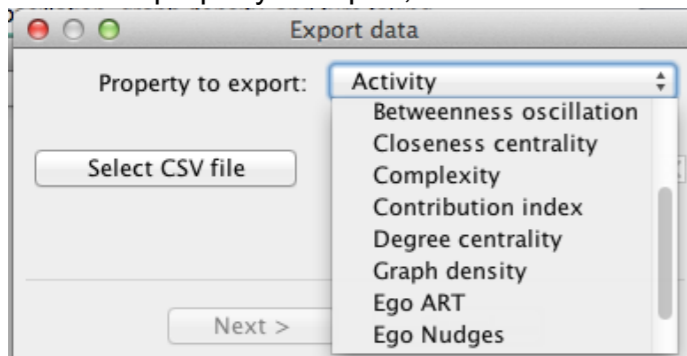 Export data
Property to export: Activity
Betweenness oscillation
Closeness centrality
Select CSV file
Complexity
Contribution index
Degree centrality
Graph density
Ego ART
Next >
Ego Nudges